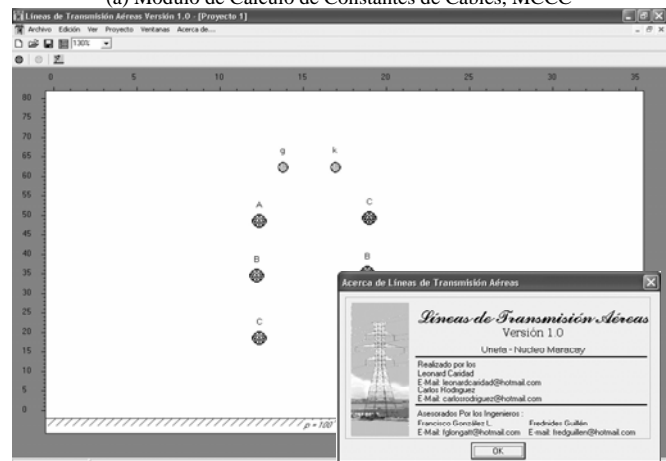 (a) Modulo de Calculo de Constantes de Cables, MCCC
Líneas de Transmisión Aéreas Versión 1.0 - [Proyecto 1]
Archivo Edición Ver Proyecto Ventanas Acerca de...
130%
0 5 10 15 20 25 30 35
80
75
70
65
60
55
50
45
40
35
30
25
20
15
10
5
0
g k
A C
B B
C
ρ = 100
Acerca de Líneas de Transmisión Aéreas
Líneas de Transmisión Aéreas
Versión 1.0
Unefa - Nucleo Maracay
Realizado por los
Leonard Caridad
E-Mail: leonardcaridad@hotmail.com
Carlos Rodriguez
E-Mail: carlosrodriguez@hotmail.com
Asesorados Por los Ingenieros :
Francisco González L. Frednides Guillén
E-Mail: fglongatt@hotmail.com E-mail: fredguillen@hotmail.com
OK